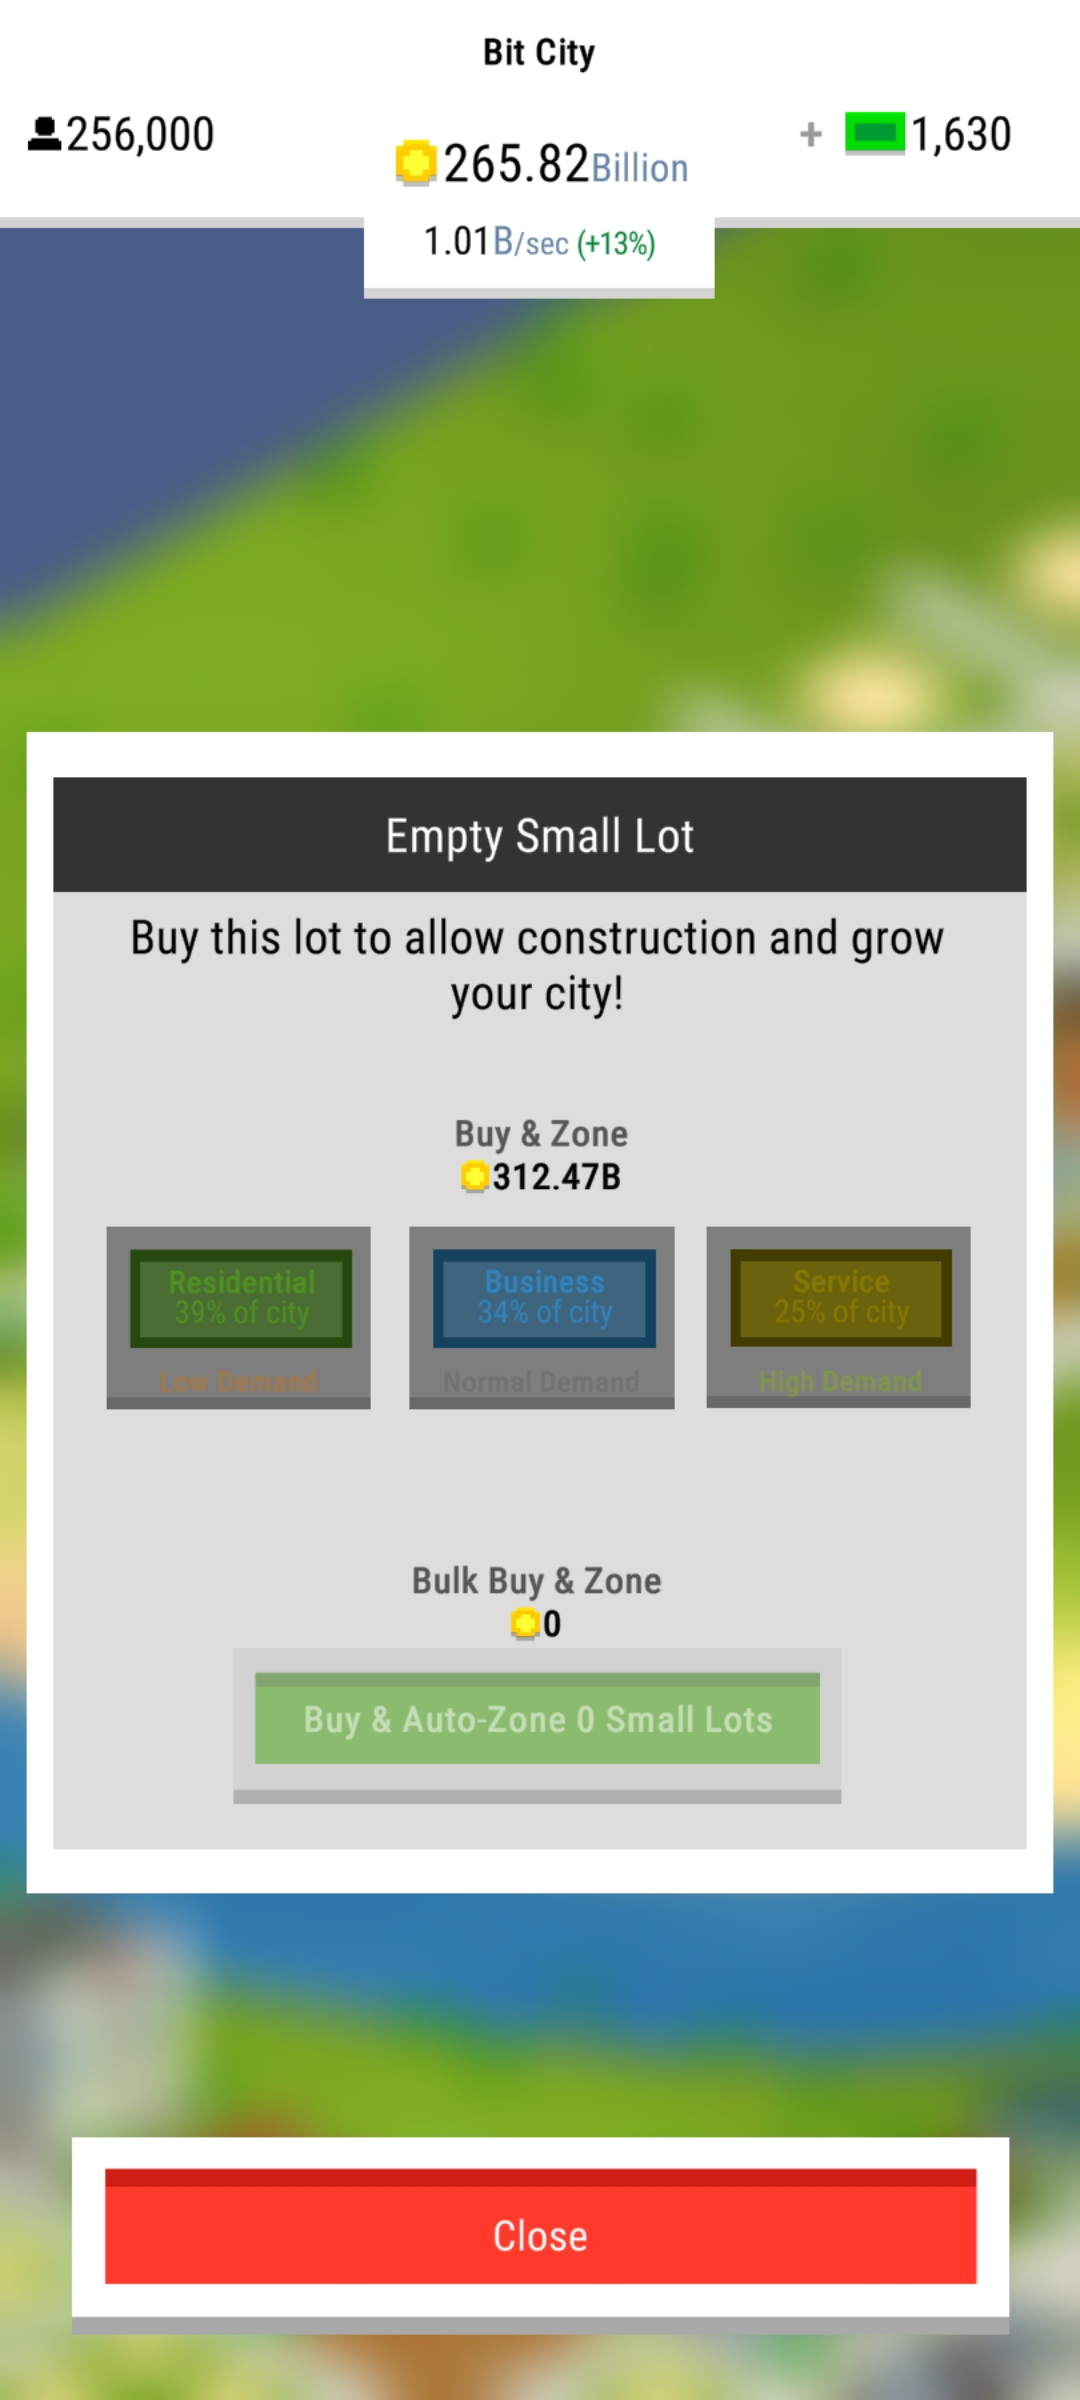 Bit City
256,000
265.82Billion
+ 1,630
1.01B/sec (+13%)
Empty Small Lot
Buy this lot to allow construction and grow
your city!
Buy & Zone
312.47B
Residential
39% of city
Low Demand
Business
34% of city
Normal Demand
Service
25% of city
High Demand
Bulk Buy & Zone
0
Buy & Auto-Zone 0 Small Lots
Close